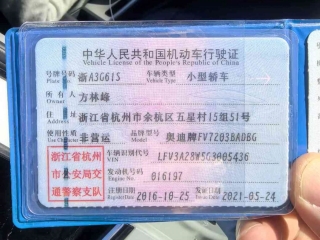 中华人民共和国机动车行驶证
Vehicle License of the People's Republic of China
号牌号码 浙A3G61S 车辆类型 小型轿车
Plate No. Vehicle Type
所有人 方林峰
Owner
住址 浙江省杭州市余杭区五星村15组51号
Address
使用性质 非营运 品牌型号 奥迪牌FV7203BADBG
Use Character Model
浙江省杭州 车辆识别代号 LFV3A28W5G3005436
VIN
市公安局交 发动机号码 016197
Engine No.
通警察支队 注册日期 2016-10-25 发证日期 2021-05-24
Register Date Issue Date